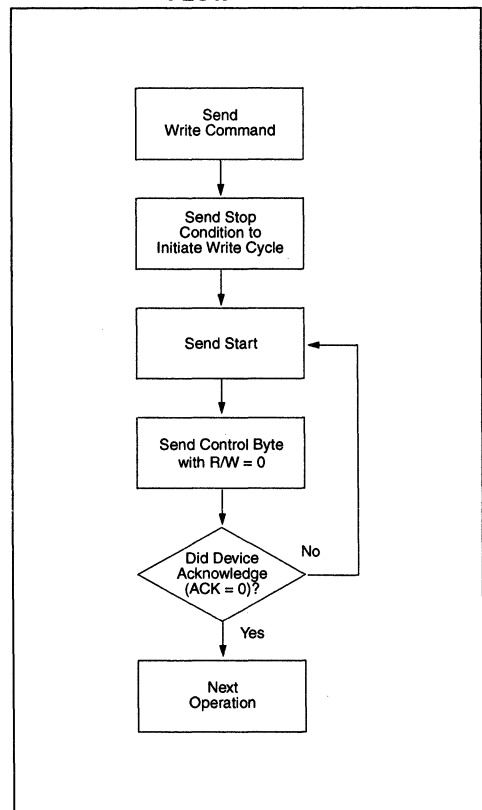 Send
Write Command
Send Stop
Condition to
Initiate Write Cycle
Send Start
Send Control Byte
with R/W = 0
Did Device
Acknowledge
(ACK = 0)?
No
Yes
Next
Operation